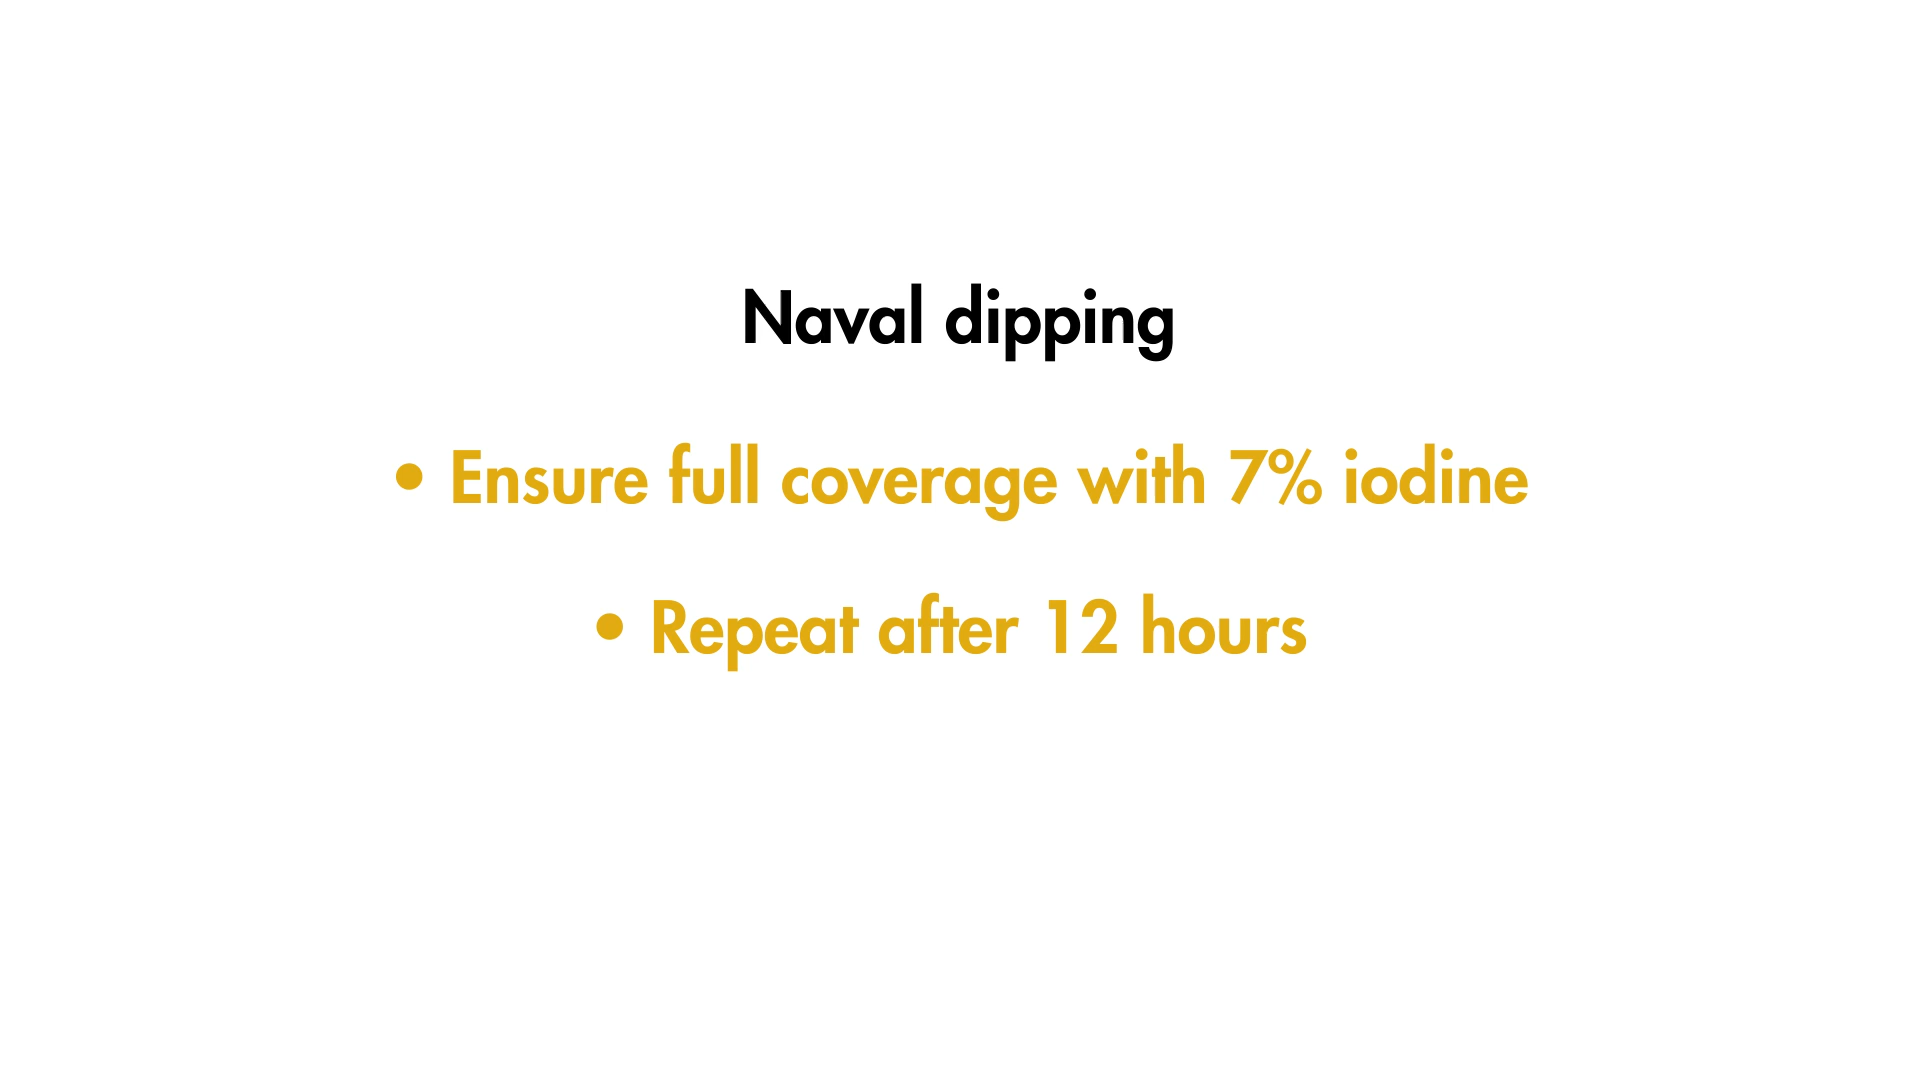 Naval dipping
• Ensure full coverage with 7% iodine
• Repeat after 12 hours